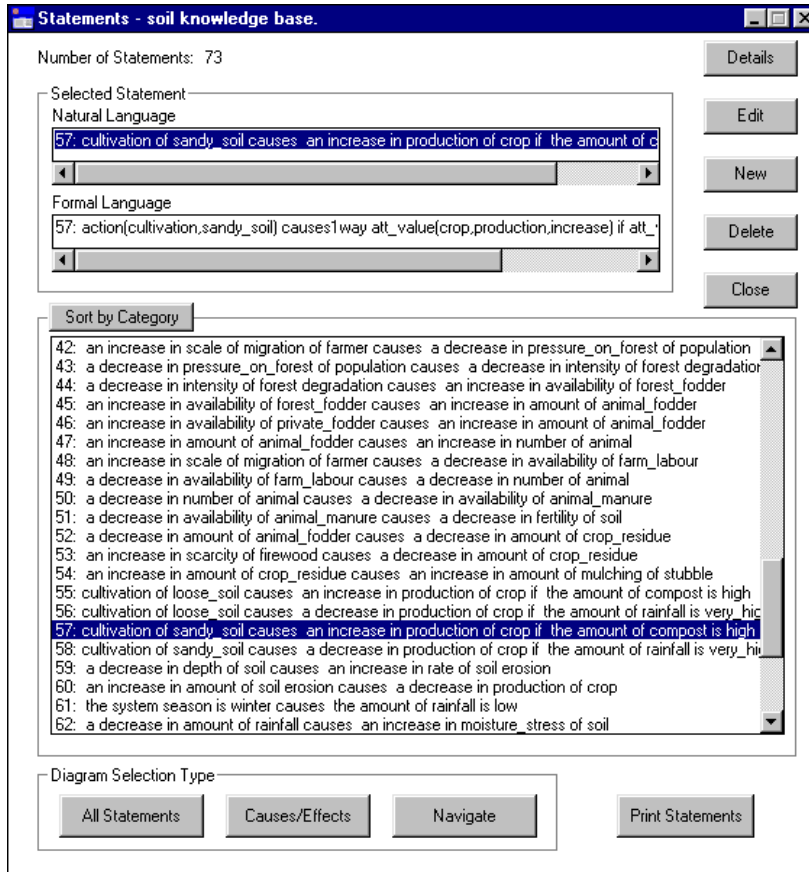 Statements - soil knowledge base.
Number of Statements: 73
Details
Selected Statement
Natural Language
57: cultivation of sandy_soil causes an increase in production of crop if the amount of c
Edit
New
Formal Language
57: action(cultivation,sandy_soil) causes1way att_value(crop,production,increase) if att_
Delete
Close
Sort by Category
42: an increase in scale of migration of farmer causes a decrease in pressure_on_forest of population
43: a decrease in pressure_on_forest of population causes a decrease in intensity of forest degradation
44: a decrease in intensity of forest degradation causes an increase in availability of forest_fodder
45: an increase in availability of forest_fodder causes an increase in amount of animal_fodder
46: an increase in availability of private_fodder causes an increase in amount of animal_fodder
47: an increase in amount of animal_fodder causes an increase in number of animal
48: an increase in scale of migration of farmer causes a decrease in availability of farm_labour
49: a decrease in availability of farm_labour causes a decrease in number of animal
50: a decrease in number of animal causes a decrease in availability of animal_manure
51: a decrease in availability of animal_manure causes a decrease in fertility of soil
52: a decrease in amount of animal_fodder causes a decrease in amount of crop_residue
53: an increase in scarcity of firewood causes a decrease in amount of crop_residue
54: an increase in amount of crop_residue causes an increase in amount of mulching of stubble
55: cultivation of loose_soil causes an increase in production of crop if the amount of compost is high
56: cultivation of loose_soil causes a decrease in production of crop if the amount of rainfall is very_hig
57: cultivation of sandy_soil causes an increase in production of crop if the amount of compost is high
58: cultivation of sandy_soil causes a decrease in production of crop if the amount of rainfall is very_hi
59: a decrease in depth of soil causes an increase in rate of soil erosion
60: an increase in amount of soil erosion causes a decrease in production of crop
61: the system season is winter causes the amount of rainfall is low
62: a decrease in amount of rainfall causes an increase in moisture_stress of soil
Diagram Selection Type
All Statements
Causes/Effects
Navigate
Print Statements